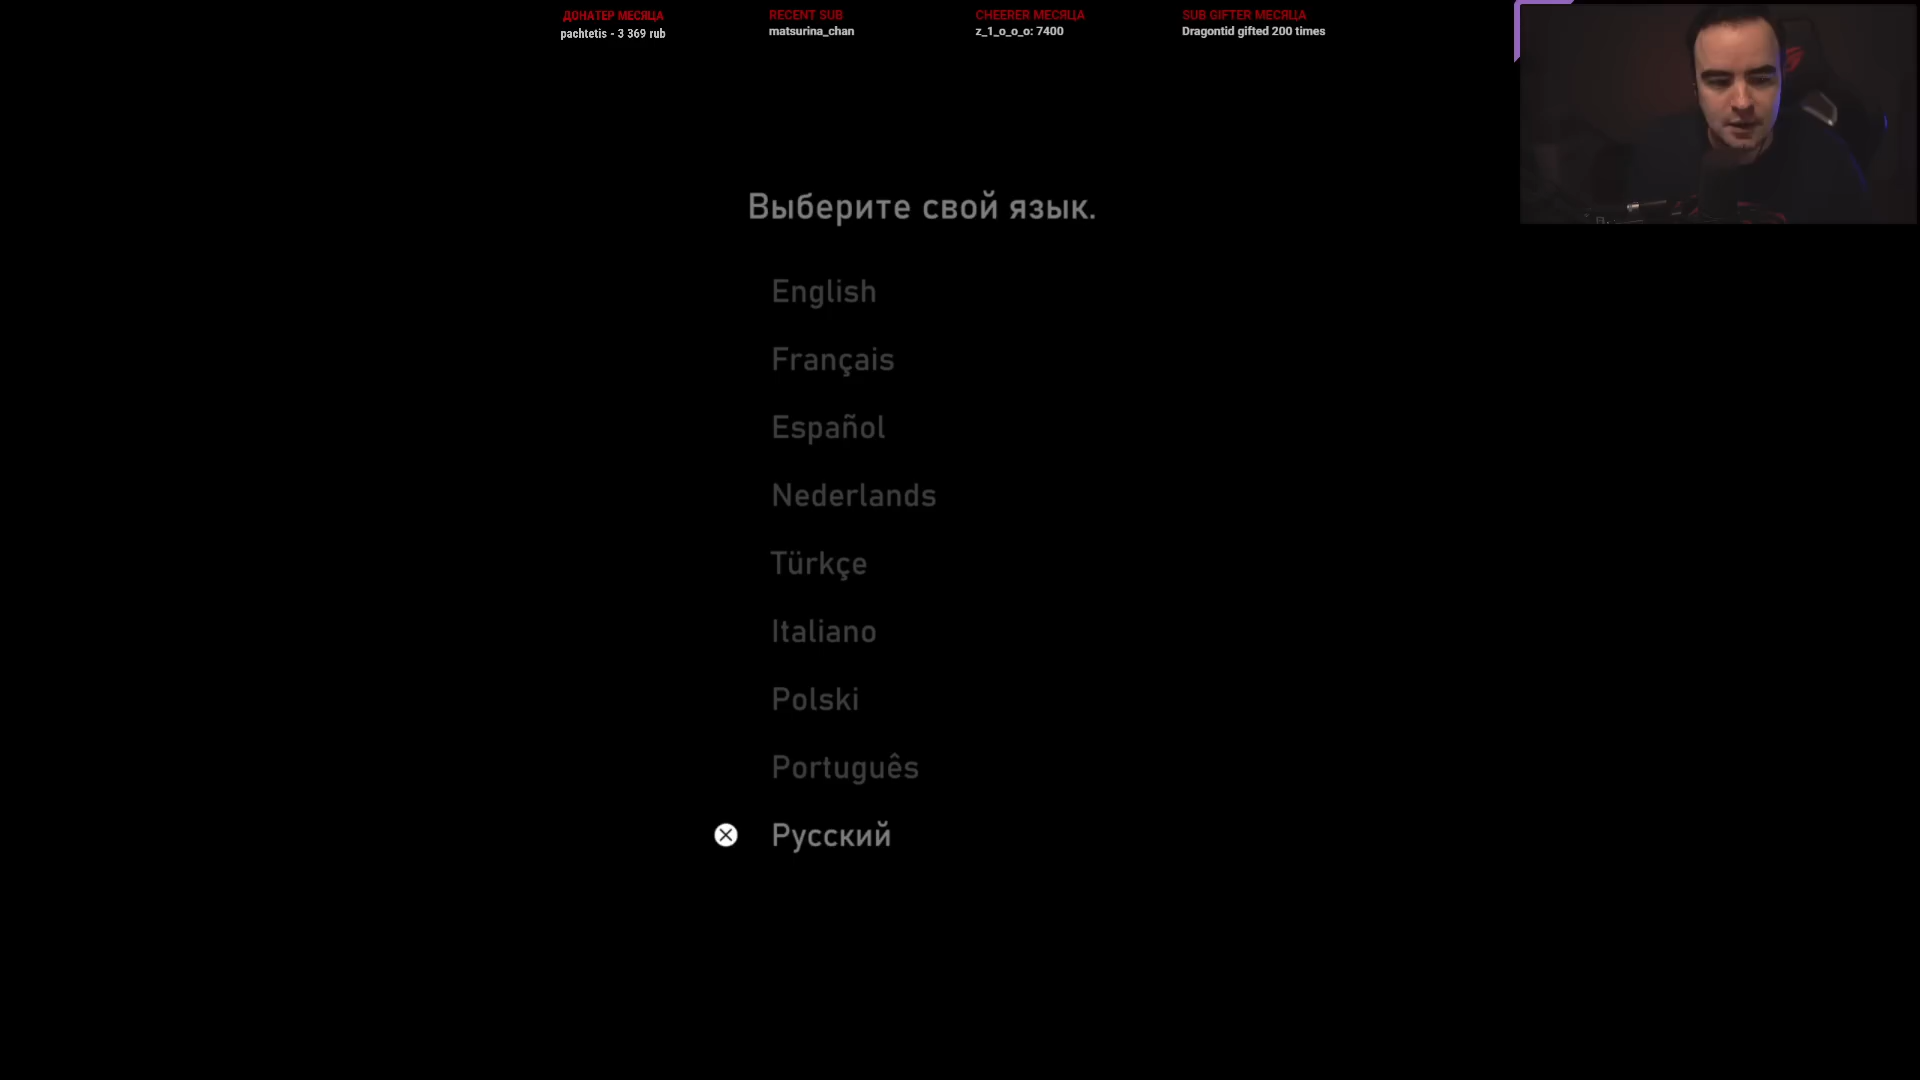 ДОНАТЕР МЕСЯЦА
pachtetis - 3 369 rub
RECENT SUB
matsurina_chan
CHEERER МЕСЯЦА
z_1_o_o_o: 7400
SUB GIFTER МЕСЯЦА
Dragontid gifted 200 times
Выберите свой язык.
English
Français
Español
Nederlands
Türkçe
Italiano
Polski
Português
Русский